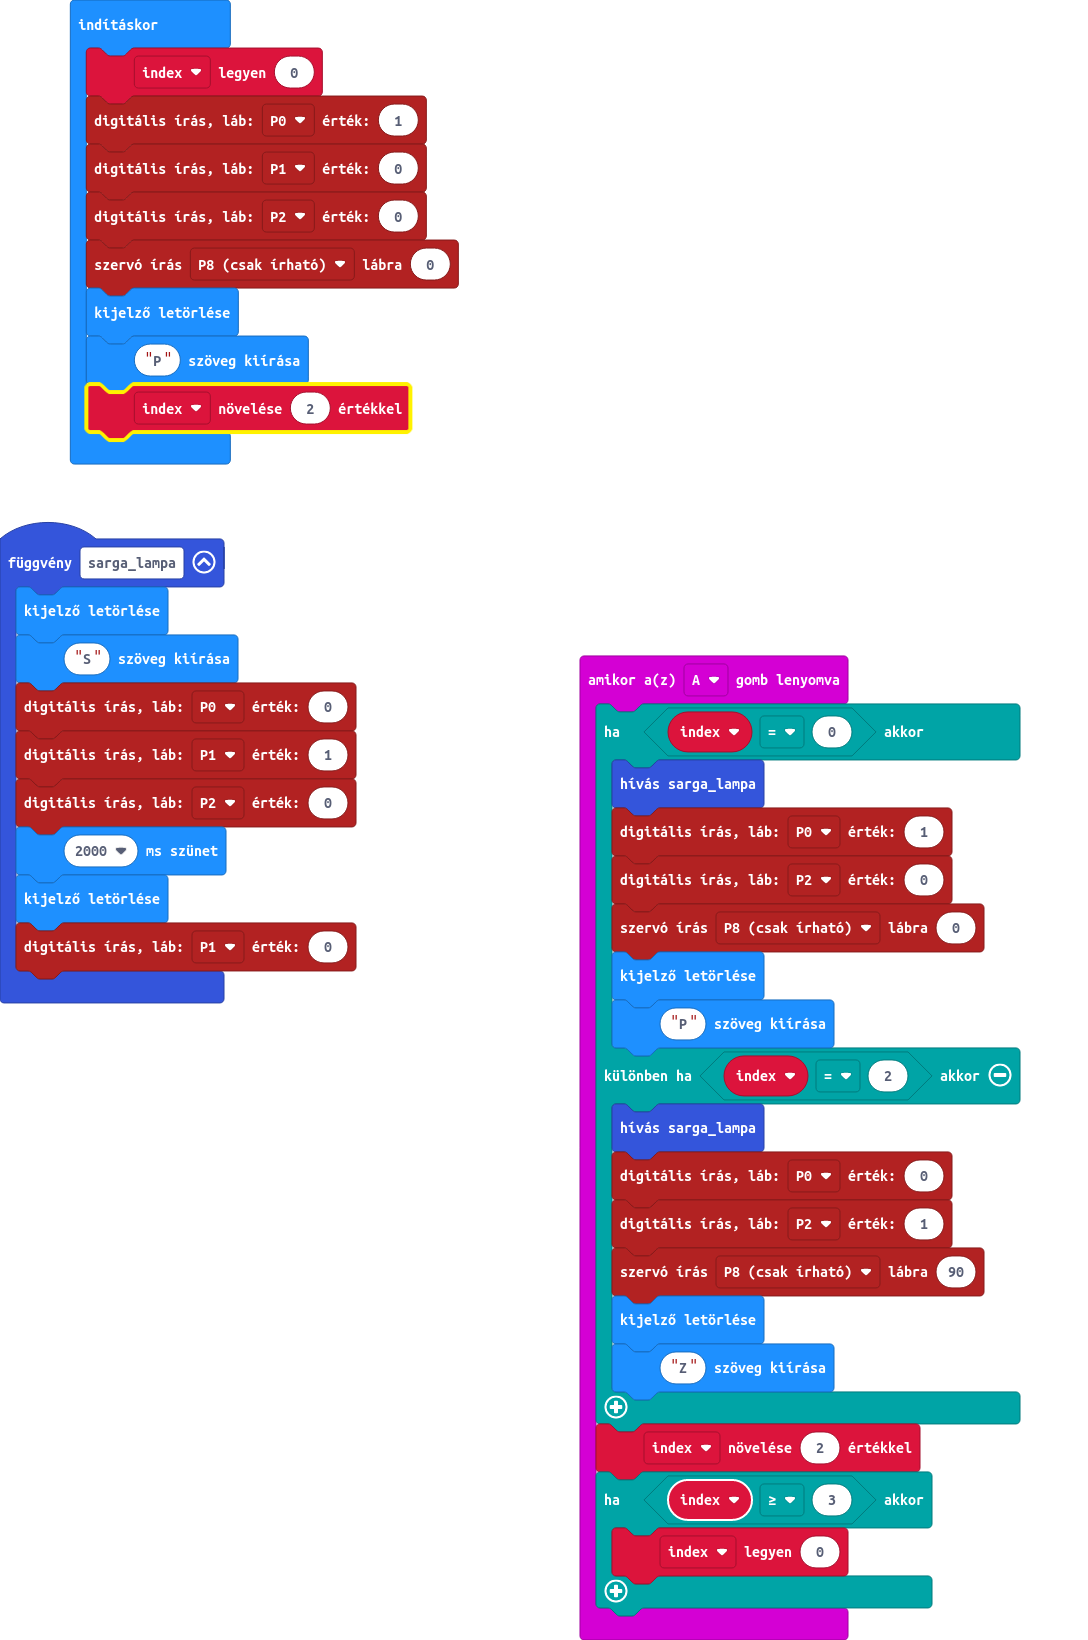 indításkor
index legyen 0
digitális írás, láb: P0 érték: 1
digitális írás, láb: P1 érték: 0
digitális írás, láb: P2 érték: 0
szervó írás P8 (csak írható) lábra 0
kijelző letörlése
"P" szöveg kiírása
index növelése 2 értékkel
függvény sarga_lampa
kijelző letörlése
"S" szöveg kiírása
digitális írás, láb: P0 érték: 0
digitális írás, láb: P1 érték: 1
digitális írás, láb: P2 érték: 0
2000 ms szünet
kijelző letörlése
digitális írás, láb: P1 érték: 0
amikor a(z) A gomb lenyomva
ha index = 0 akkor
hívás sarga_lampa
digitális írás, láb: P0 érték: 1
digitális írás, láb: P2 érték: 0
szervó írás P8 (csak írható) lábra 0
kijelző letörlése
"P" szöveg kiírása
különben ha index = 2 akkor
hívás sarga_lampa
digitális írás, láb: P0 érték: 0
digitális írás, láb: P2 érték: 1
szervó írás P8 (csak írható) lábra 90
kijelző letörlése
"Z" szöveg kiírása
index növelése 2 értékkel
ha index ≥ 3 akkor
index legyen 0